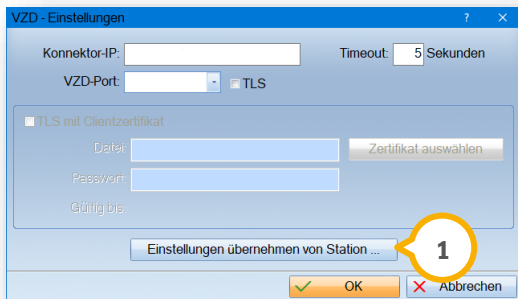 VZD - Einstellungen ? ×
Konnektor-IP: Timeout: 5 Sekunden
VZD-Port: TLS
TLS mit Clientzertifikat
Datei: Zertifikat auswählen
Passwort:
Gültig bis:
Einstellungen übernehmen von Station ... 1
OK Abbrechen